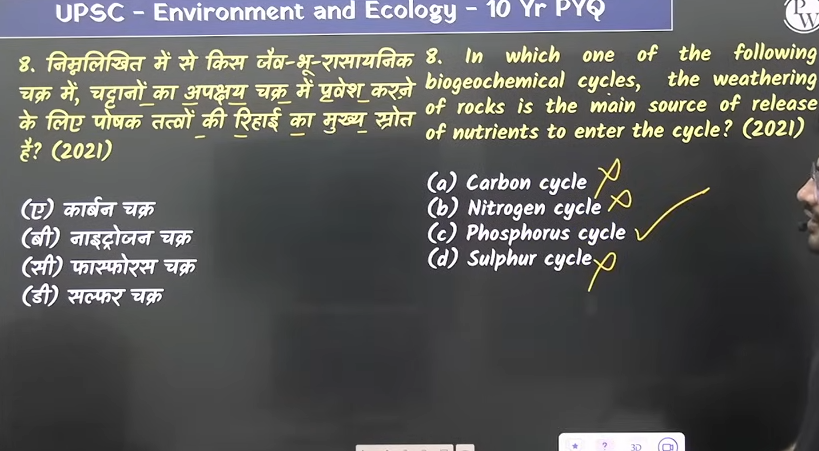 UPSC - Environment and Ecology - 10 Yr PYQ
PW
8. निम्नलिखित में से किस जैव-भू-रासायनिक
चक्र में, चट्टानों का अपक्षय चक्र में प्रवेश करने
के लिए पोषक तत्वों की रिहाई का मुख्य स्रोत
है? (2021)
(ए) कार्बन चक्र
(बी) नाइट्रोजन चक्र
(सी) फास्फोरस चक्र
(डी) सल्फर चक्र
8. In which one of the following
biogeochemical cycles, the weathering
of rocks is the main source of release
of nutrients to enter the cycle? (2021)
(a) Carbon cycle
(b) Nitrogen cycle
(c) Phosphorus cycle
(d) Sulphur cycle
? 3D